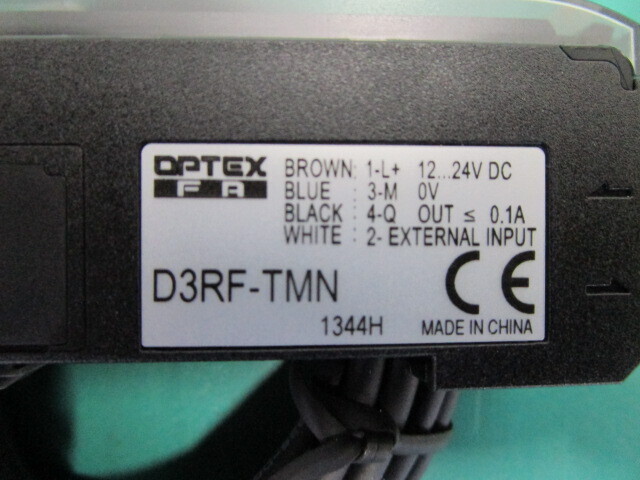 OPTEX
FA
BROWN: 1-L+ 12...24V DC
BLUE : 3-M 0V
BLACK : 4-Q OUT ≤ 0.1A
WHITE : 2- EXTERNAL INPUT
D3RF-TMN
CE
1344H
MADE IN CHINA